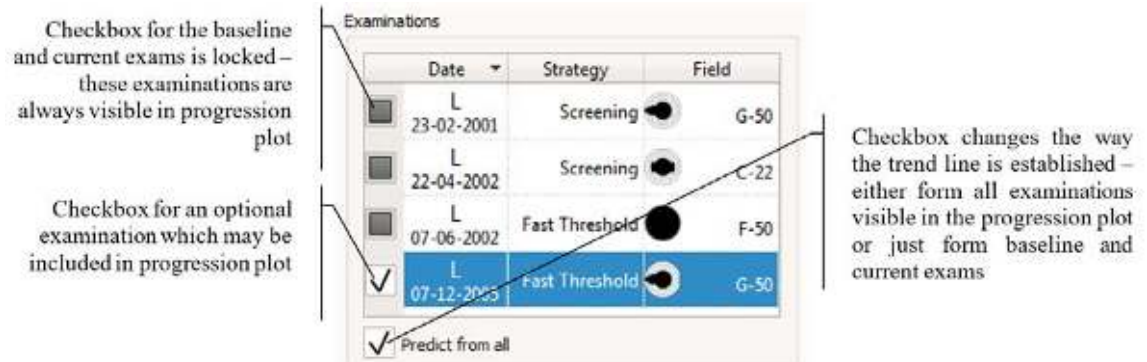 Checkbox for the baseline
and current exams is locked –
these examinations are
always visible in progression
plot
Checkbox for an optional
examination which may be
included in progression plot
Examinations
Date Strategy Field
L
23-02-2001 Screening G-50
L
22-04-2002 Screening C-22
L
07-06-2002 Fast Threshold F-50
L
07-12-2003 Fast Threshold G-50
Predict from all
Checkbox changes the way
the trend line is established –
either form all examinations
visible in the progression plot
or just form baseline and
current exams